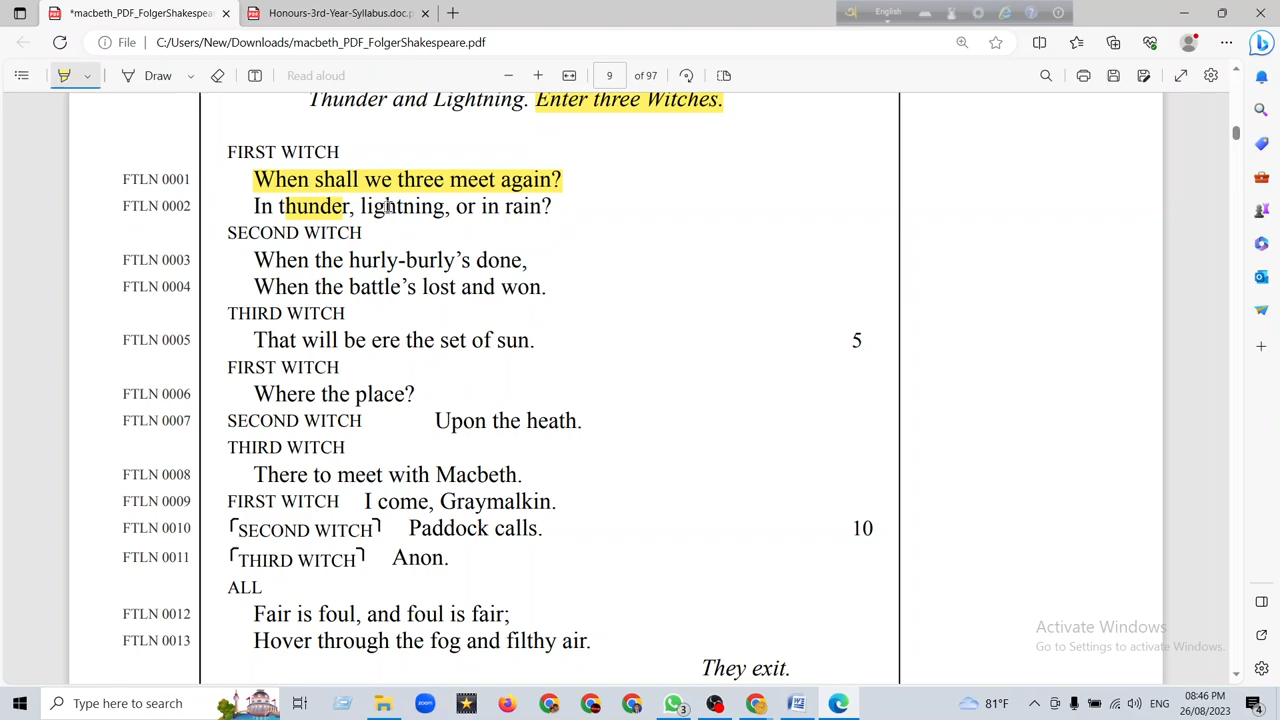 *macbeth_PDF_FolgerShakespear
Honours-3rd-Year-Syllabus.doc.p
English
File C:/Users/New/Downloads/macbeth_PDF_FolgerShakespeare.pdf
Draw Read aloud 9 of 97
Thunder and Lightning. Enter three Witches.
FIRST WITCH
FTLN 0001 When shall we three meet again?
FTLN 0002 In thunder, lightning, or in rain?
SECOND WITCH
FTLN 0003 When the hurly-burly’s done,
FTLN 0004 When the battle’s lost and won.
THIRD WITCH
FTLN 0005 That will be ere the set of sun. 5
FIRST WITCH
FTLN 0006 Where the place?
FTLN 0007 SECOND WITCH Upon the heath.
THIRD WITCH
FTLN 0008 There to meet with Macbeth.
FTLN 0009 FIRST WITCH I come, Graymalkin.
FTLN 0010 ⌜SECOND WITCH⌝ Paddock calls. 10
FTLN 0011 ⌜THIRD WITCH⌝ Anon.
ALL
FTLN 0012 Fair is foul, and foul is fair;
FTLN 0013 Hover through the fog and filthy air.
They exit.
Activate Windows
Go to Settings to activate Windows.
Type here to search
zoom
3
81°F
ENG
08:46 PM
26/08/2023
4